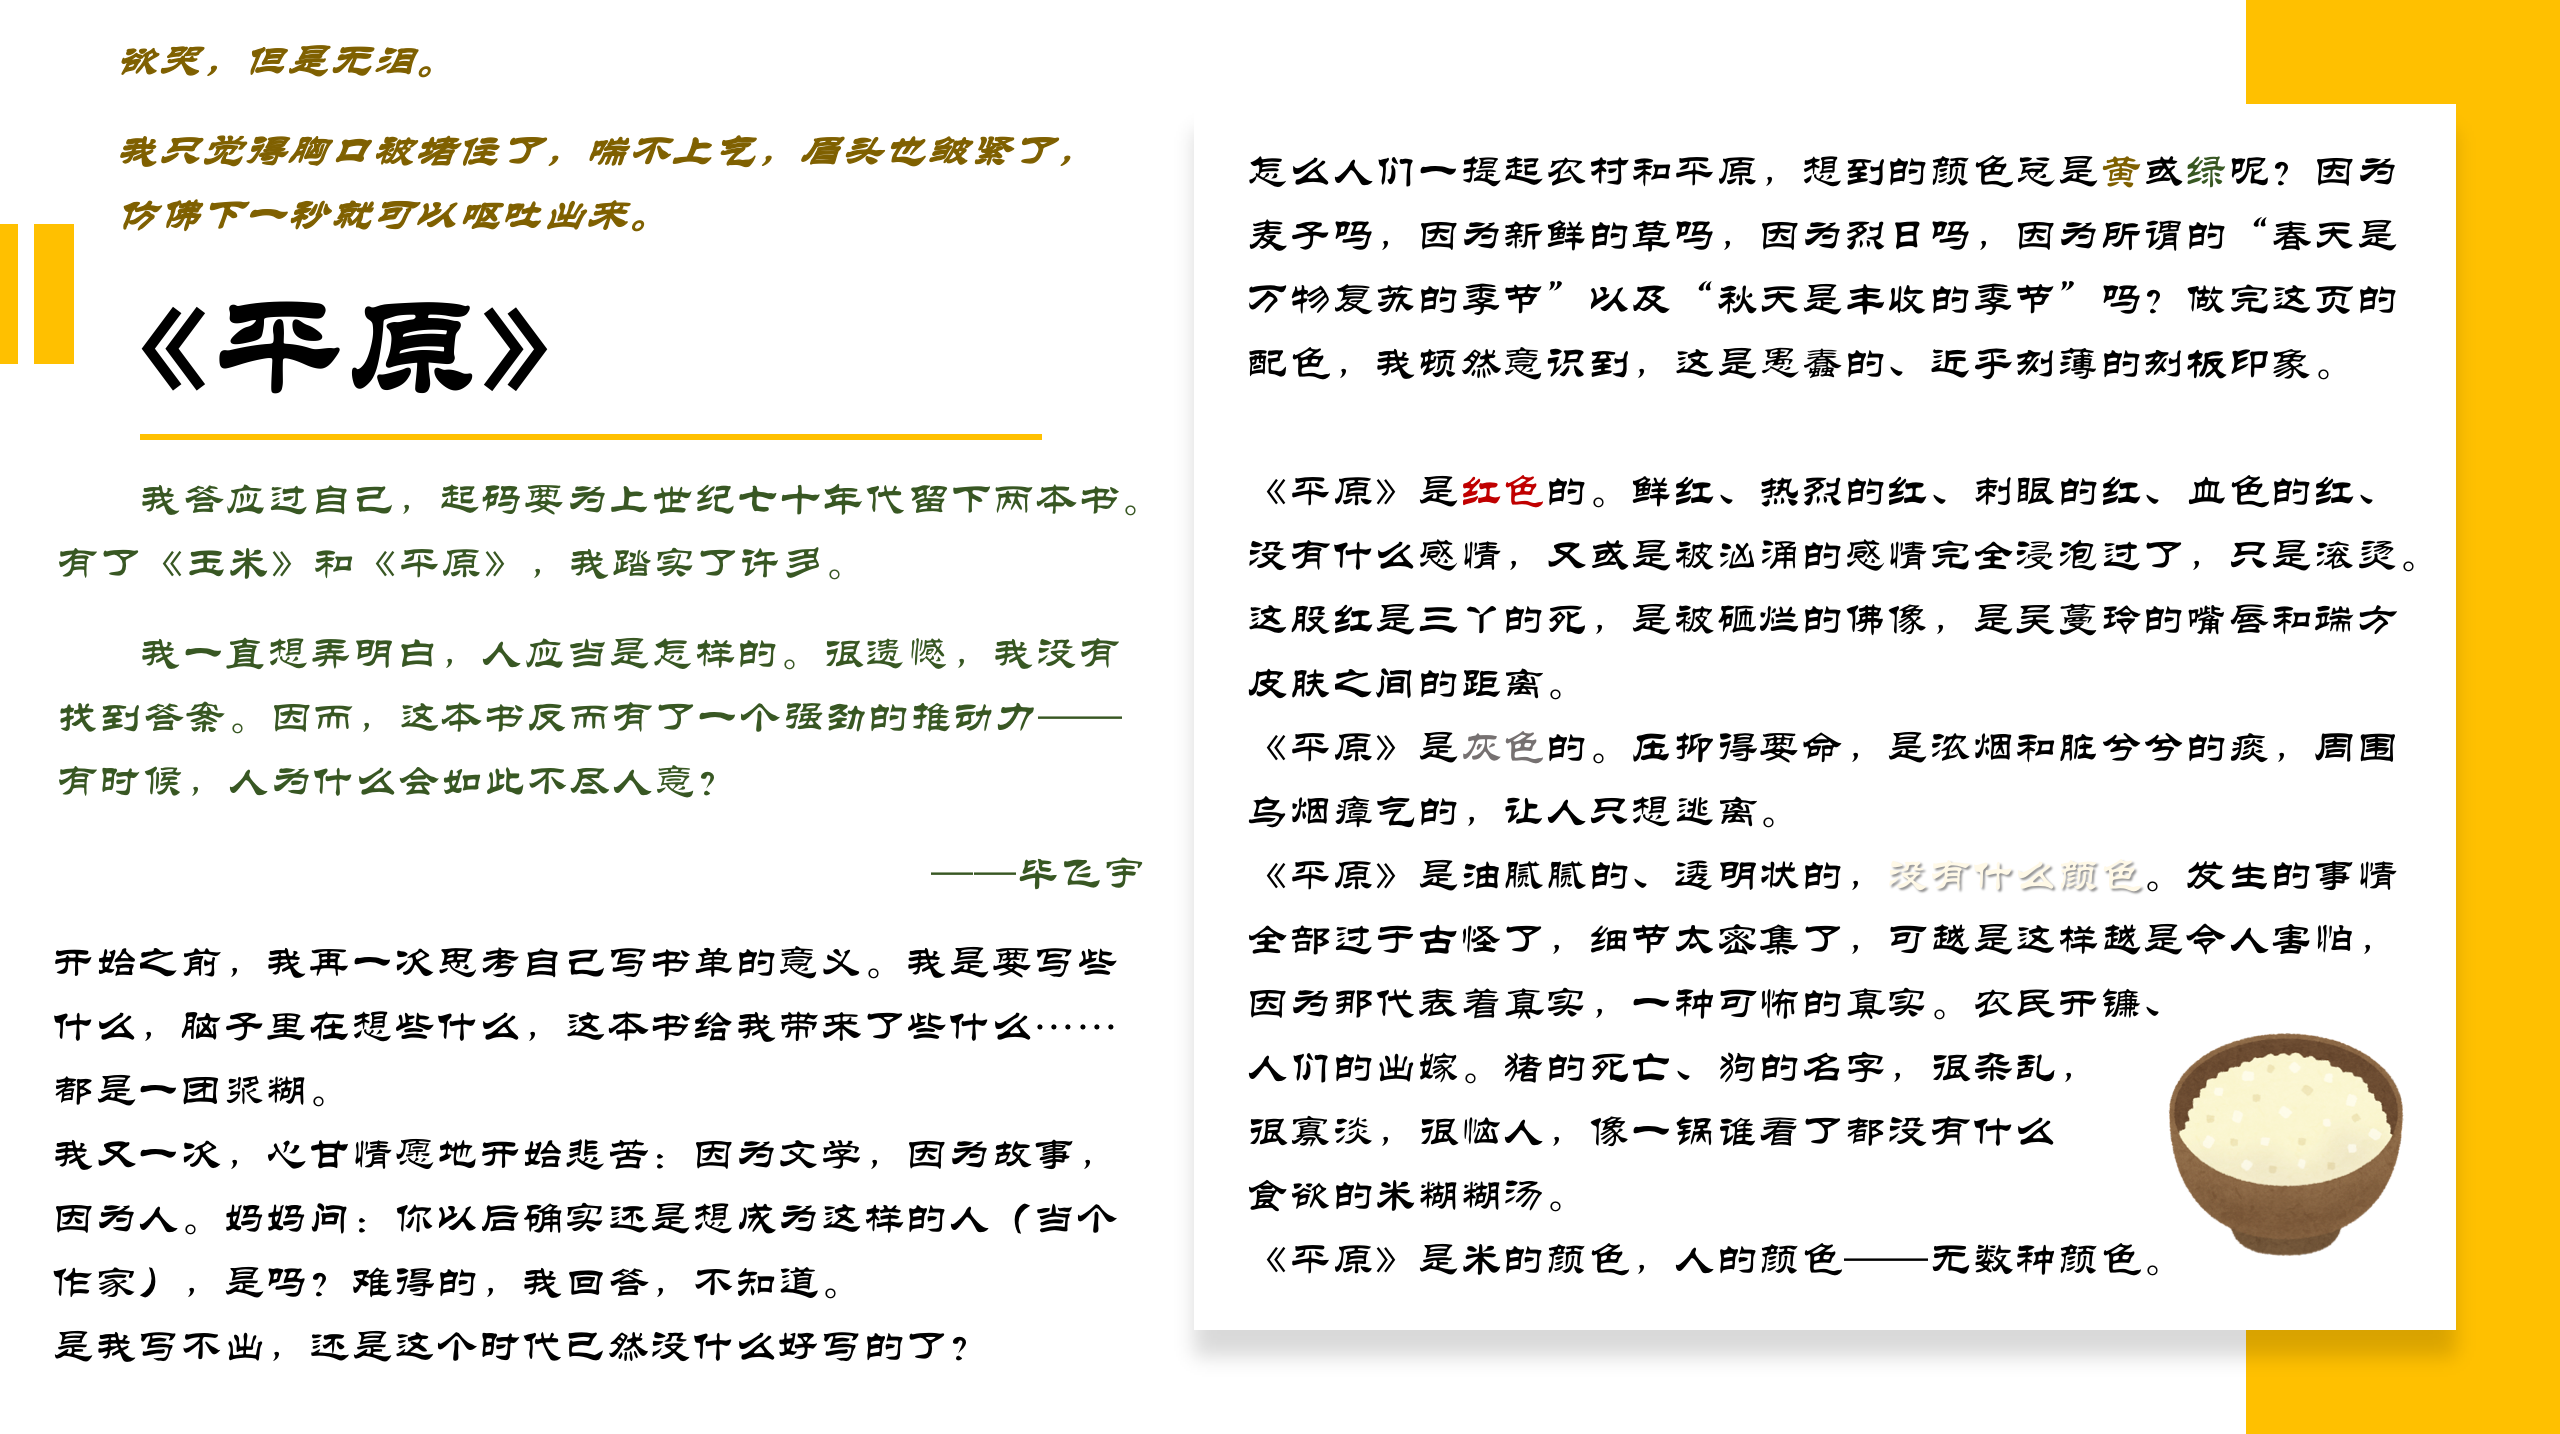 欲哭，但是无泪。
我只觉得胸口被堵住了，喘不上气，眉头也皱紧了，
仿佛下一秒就可以呕吐出来。
《平原》
我答应过自己，起码要为上世纪七十年代留下两本书。
有了《玉米》和《平原》，我踏实了许多。
我一直想弄明白，人应当是怎样的。很遗憾，我没有
找到答案。因而，这本书反而有了一个强劲的推动力——
有时候，人为什么会如此不尽人意？
——毕飞宇
开始之前，我再一次思考自己写书单的意义。我是要写些
什么，脑子里在想些什么，这本书给我带来了些什么……
都是一团浆糊。
我又一次，心甘情愿地开始悲苦：因为文学，因为故事，
因为人。妈妈问：你以后确实还是想成为这样的人（当个
作家），是吗？难得的，我回答，不知道。
是我写不出，还是这个时代已然没什么好写的了？
怎么人们一提起农村和平原，想到的颜色总是黄或绿呢？因为
麦子吗，因为新鲜的草吗，因为烈日吗，因为所谓的“春天是
万物复苏的季节”以及“秋天是丰收的季节”吗？做完这页的
配色，我顿然意识到，这是愚蠢的、近乎刻薄的刻板印象。
《平原》是红色的。鲜红、热烈的红、刺眼的红、血色的红、
没有什么感情，又或是被汹涌的感情完全浸泡过了，只是滚烫。
这股红是三丫的死，是被砸烂的佛像，是吴蔓玲的嘴唇和端方
皮肤之间的距离。
《平原》是灰色的。压抑得要命，是浓烟和脏兮兮的痰，周围
乌烟瘴气的，让人只想逃离。
《平原》是油腻腻的、透明状的，没有什么颜色。发生的事情
全部过于古怪了，细节太密集了，可越是这样越是令人害怕，
因为那代表着真实，一种可怖的真实。农民开镰、
人们的出嫁。猪的死亡、狗的名字，很杂乱，
很寡淡，很恼人，像一锅谁看了都没有什么
食欲的米糊糊汤。
《平原》是米的颜色，人的颜色——无数种颜色。